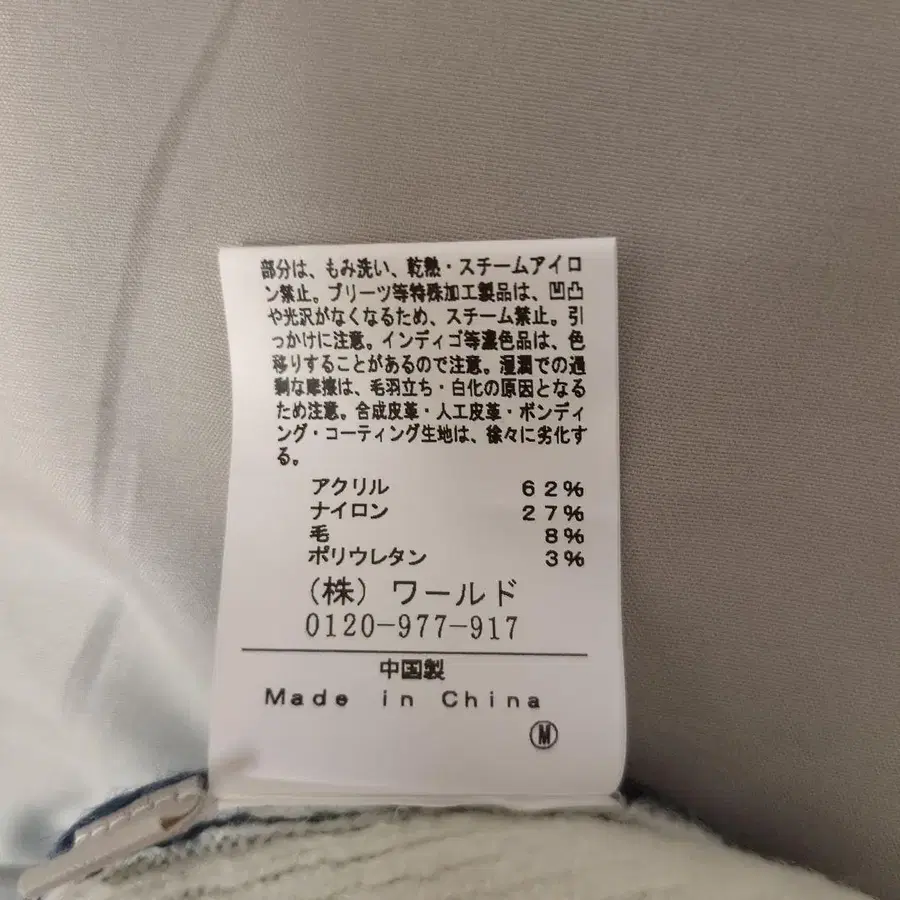 部分は、もみ洗い、乾熱・スチームアイロ
ン禁止。プリーツ等特殊加工製品は、凹凸
や光沢がなくなるため、スチーム禁止。引
っかけに注意。インディゴ等濃色品は、色
移りすることがあるので注意。湿潤での過
剰な摩擦は、毛羽立ち・白化の原因となる
ため注意。合成皮革・人工皮革・ボンディ
ング・コーティング生地は、徐々に劣化す
る。
アクリル 62%
ナイロン 27%
毛 8%
ポリウレタン 3%
(株) ワールド
0120-977-917
中国製
Made in China
Ⓜ